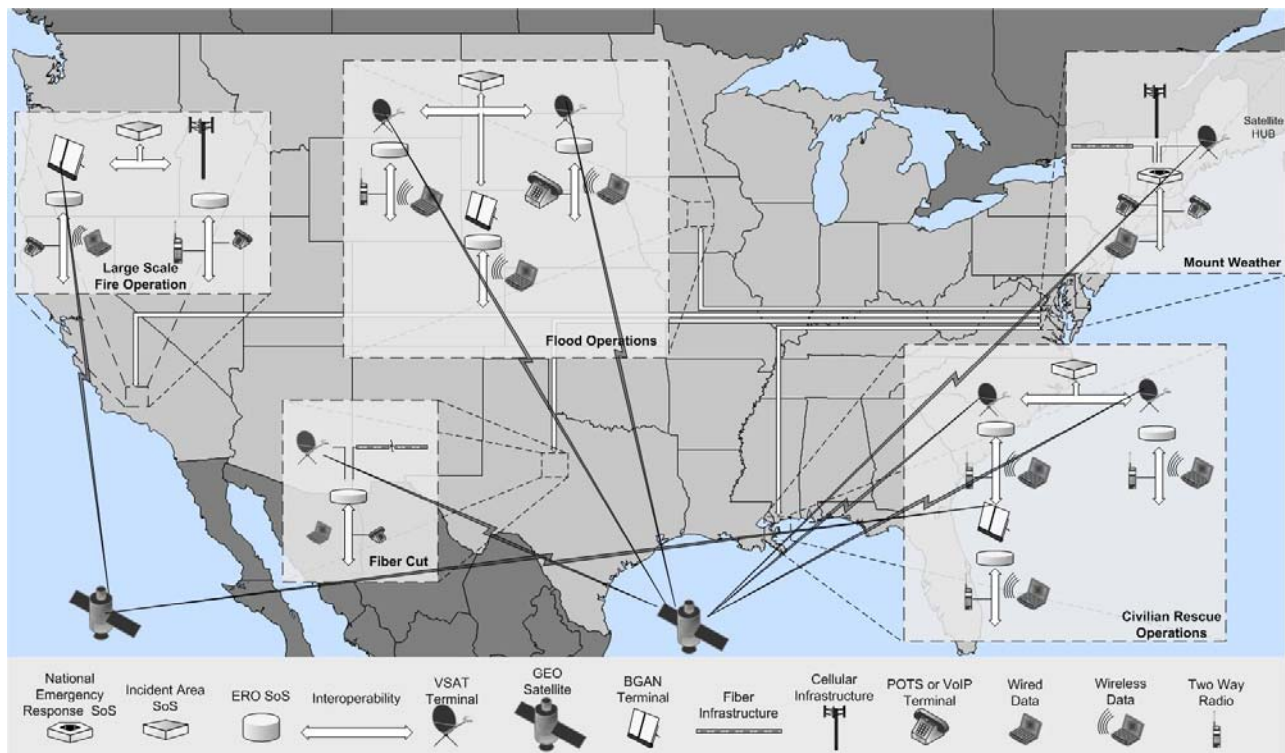 Satellite
HUB
Large Scale
Fire Operation
Mount Weather
Flood Operations
Fiber Cut
Civilian Rescue
Operations
National
Emergency
Response SoS
Incident Area
SoS
ERO SoS
Interoperability
VSAT
Terminal
GEO
Satellite
BGAN
Terminal
Fiber
Infrastructure
Cellular
Infrastructure
POTS or VoIP
Terminal
Wired
Data
Wireless
Data
Two Way
Radio